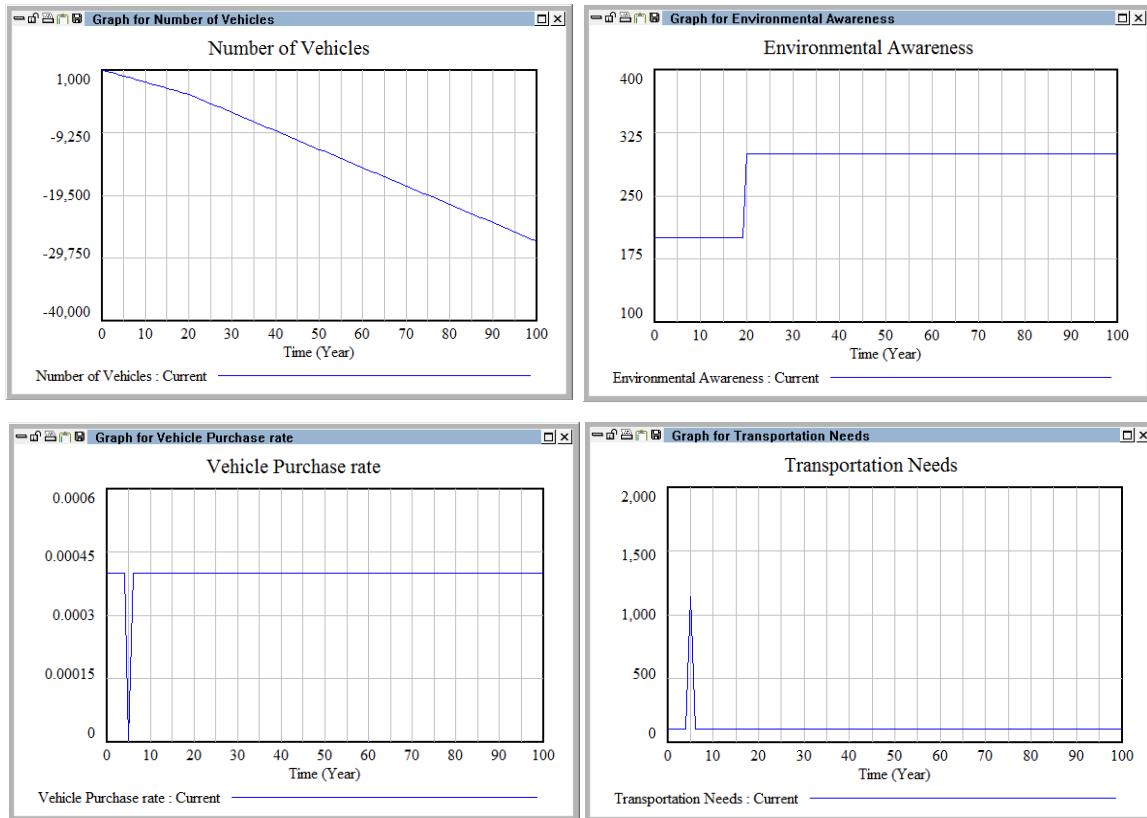 Graph for Number of Vehicles
Number of Vehicles
1,000
-9,250
-19,500
-29,750
-40,000
0 10 20 30 40 50 60 70 80 90 100
Time (Year)
Number of Vehicles : Current
Graph for Environmental Awareness
Environmental Awareness
400
325
250
175
100
0 10 20 30 40 50 60 70 80 90 100
Time (Year)
Environmental Awareness : Current
Graph for Vehicle Purchase rate
Vehicle Purchase rate
0.0006
0.00045
0.0003
0.00015
0
0 10 20 30 40 50 60 70 80 90 100
Time (Year)
Vehicle Purchase rate : Current
Graph for Transportation Needs
Transportation Needs
2,000
1,500
1,000
500
0
0 10 20 30 40 50 60 70 80 90 100
Time (Year)
Transportation Needs : Current